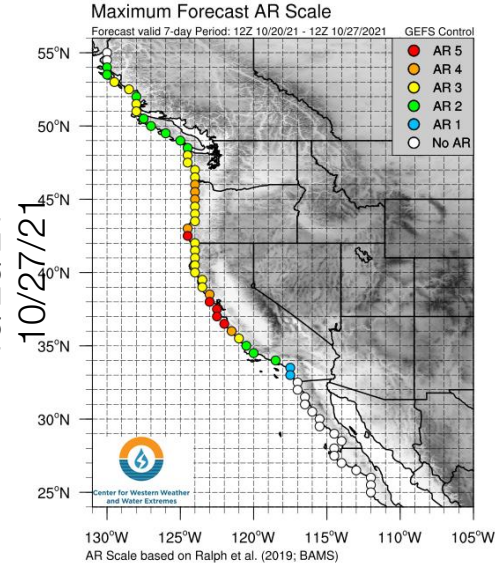 Maximum Forecast AR Scale
Forecast valid 7-day Period: 12Z 10/20/21 - 12Z 10/27/2021
GEFS Control
AR 5
AR 4
AR 3
AR 2
AR 1
No AR
10/27/21
55°N
50°N
45°N
40°N
35°N
30°N
25°N
Center for Western Weather
and Water Extremes
130°W 125°W 120°W 115°W 110°W 105°W
AR Scale based on Ralph et al. (2019; BAMS)